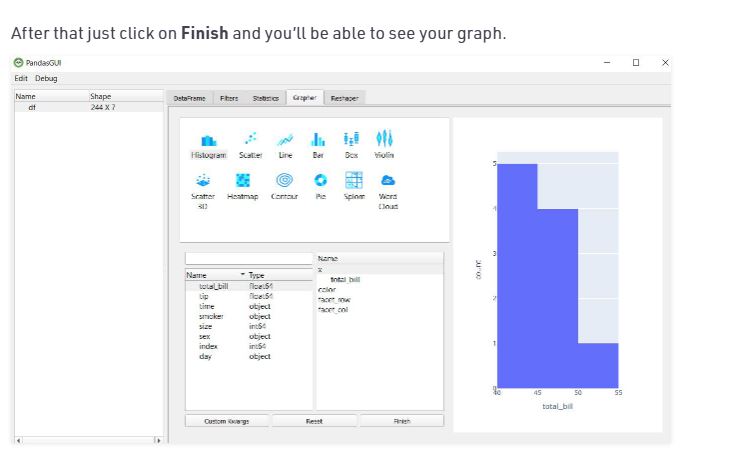 After that just click on Finish and you'll be able to see your graph.
PandasGUI
Edit Debug
Name Shape
df 244 X 7
DataFrame Filters Statistics Grapher Reshaper
Histogram Scatter Line Bar Box Violin
Scatter 3D Heatmap Contour Pie Splom Word Cloud
Name Type
total_bill float64
tip float64
time object
smoker object
size int64
sex object
index int64
day object
Name
x
total_bill
color
facet_row
facet_col
Custom Kwargs Reset Finish
5
4
3
2
1
0
count
40 45 50 55
total_bill